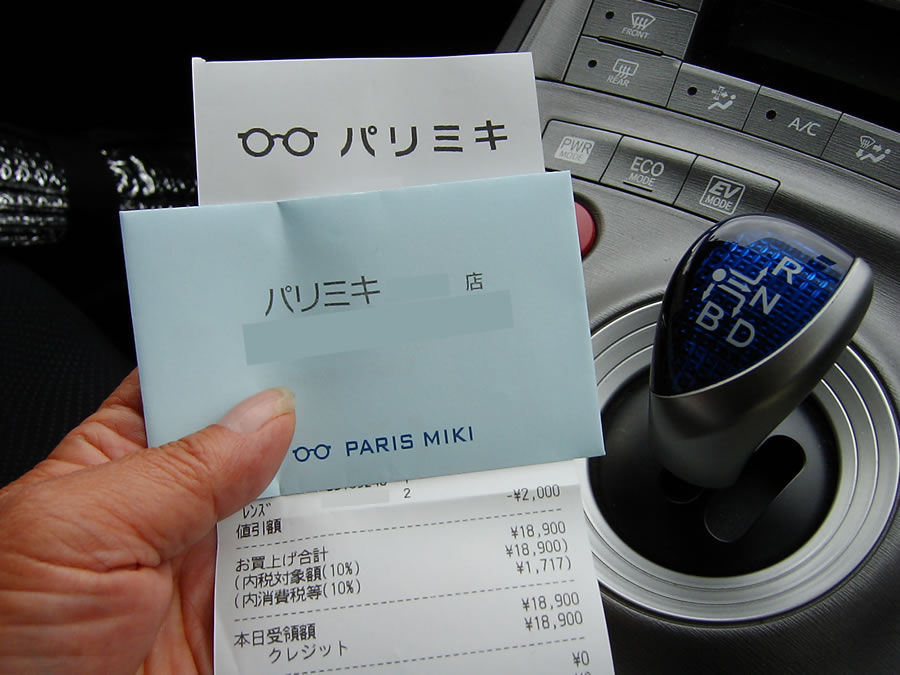 パリミキ
パリミキ 店
PARIS MIKI
2
レンズ
値引額 -¥2,000
お買上げ合計 ¥18,900
(内税対象額(10%) ¥18,900)
(内消費税等(10%) ¥1,717)
本日受領額 ¥18,900
クレジット ¥18,900
¥0
FRONT
REAR
A/C
PWR MODE
ECO MODE
EV MODE
R
N
B D